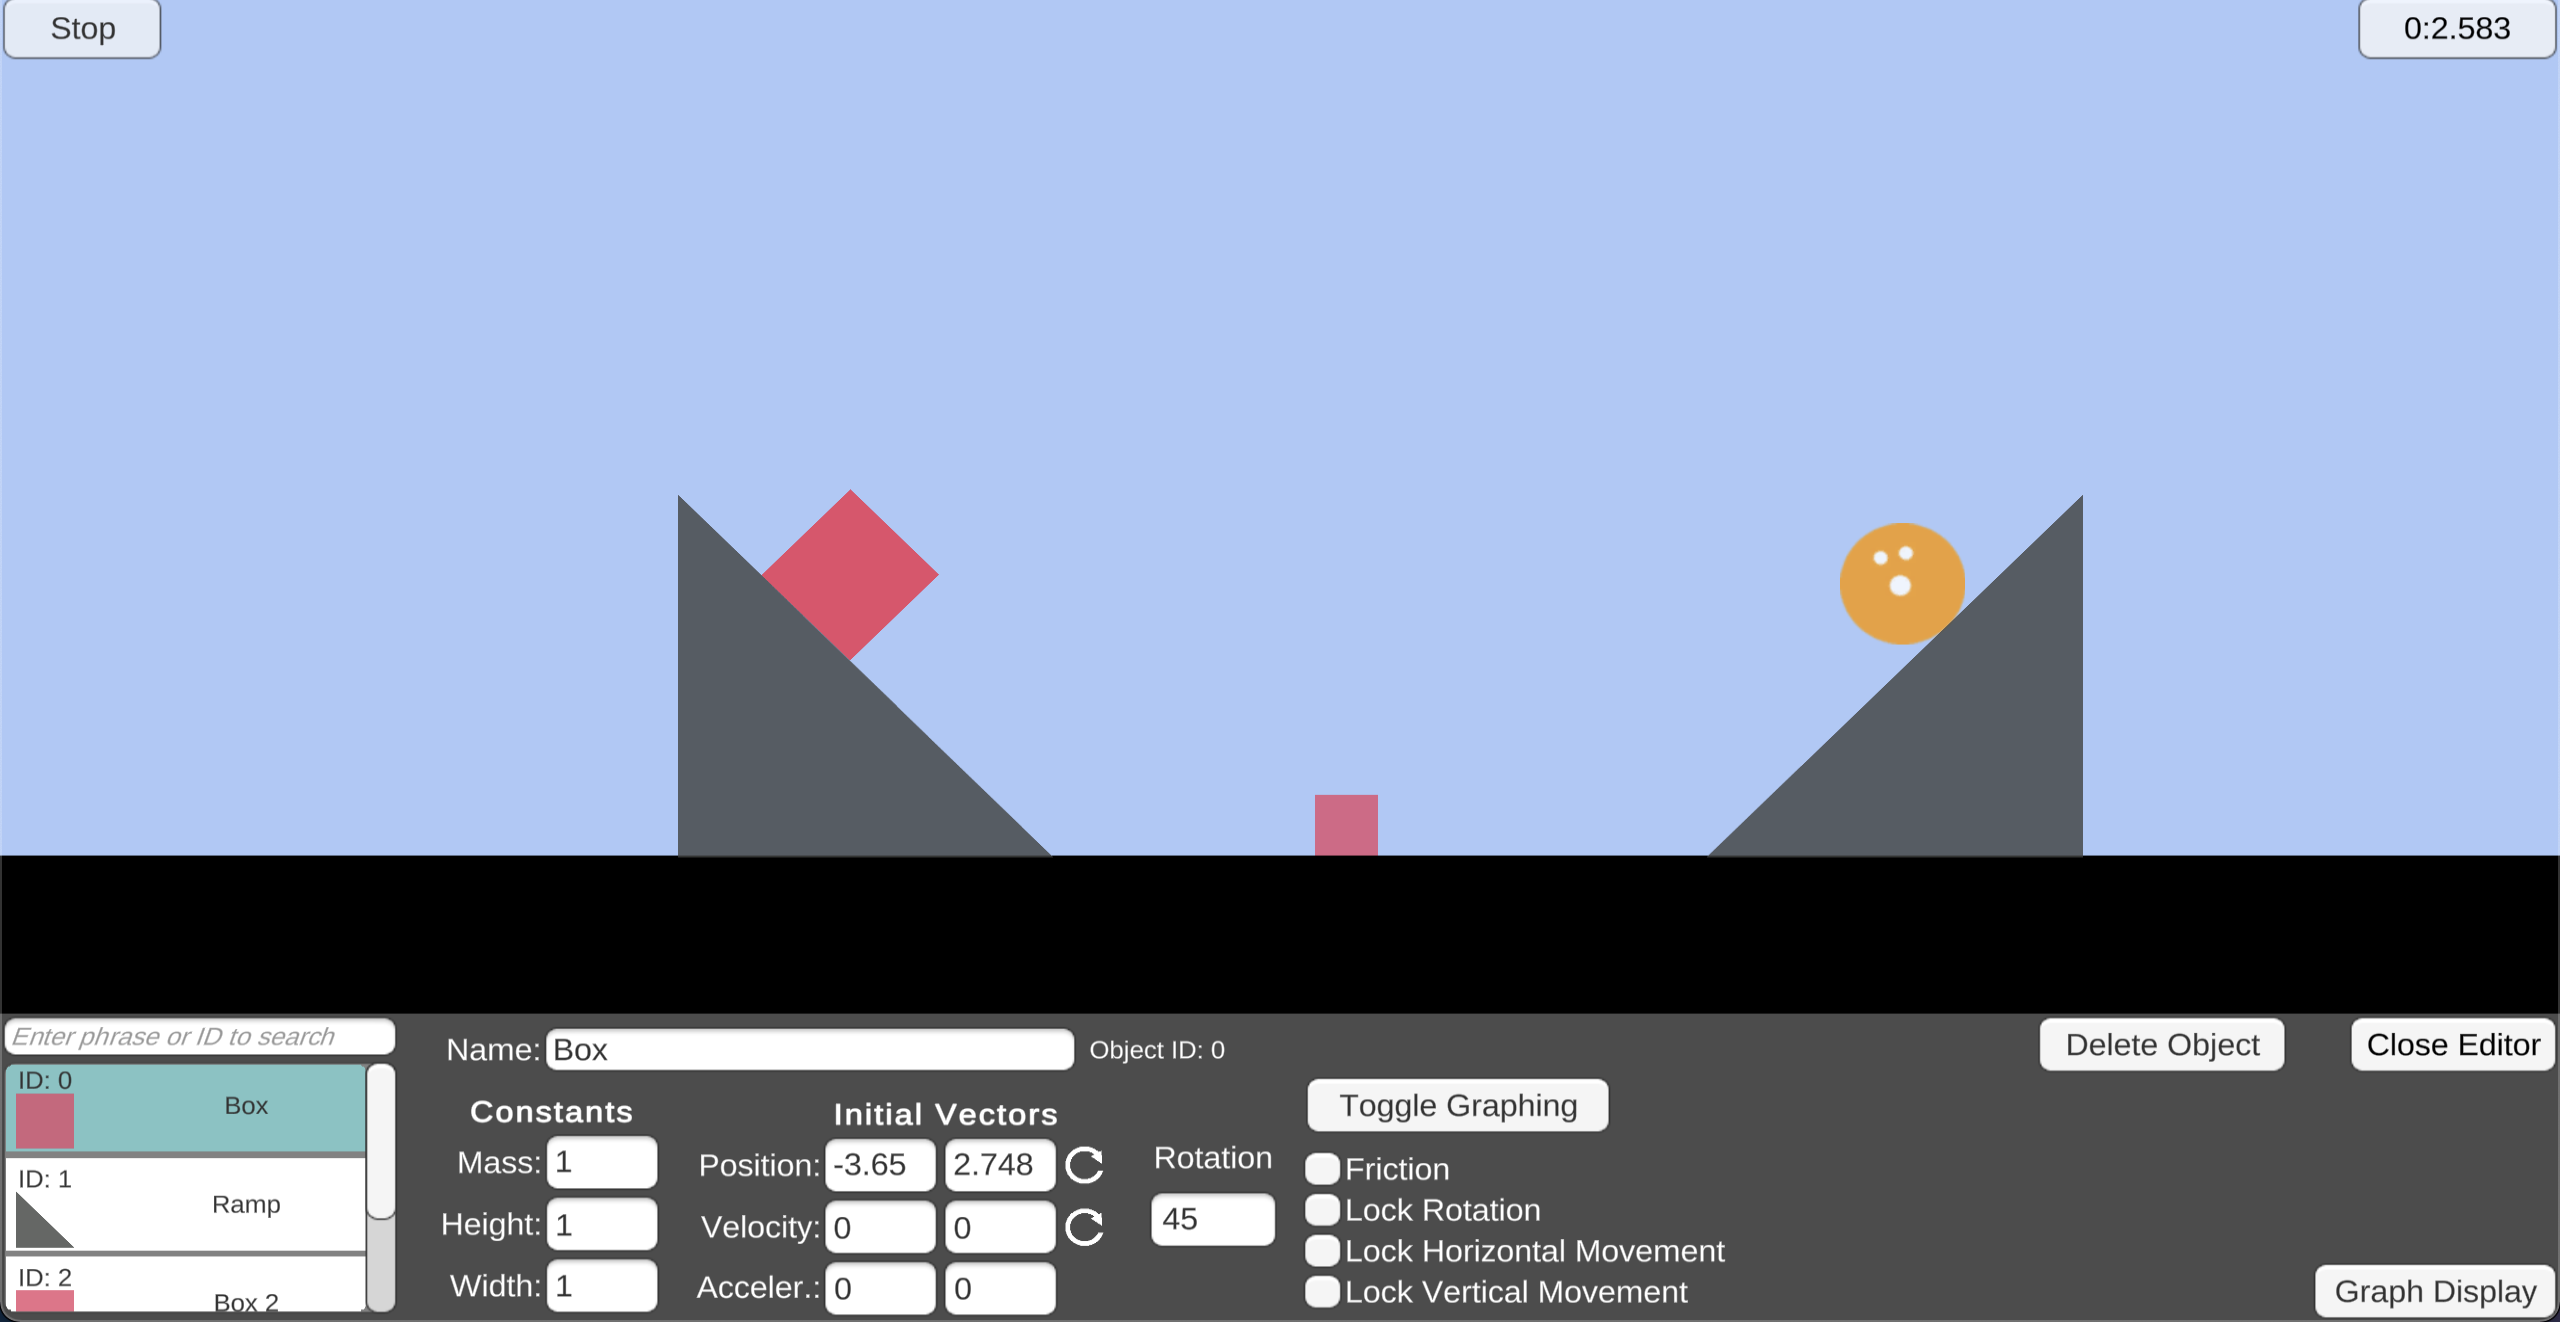 Stop
0:2.583
Enter phrase or ID to search
ID: 0
Box
ID: 1
Ramp
ID: 2
Box 2
Name: Box
Object ID: 0
Delete Object
Close Editor
Constants
Mass: 1
Height: 1
Width: 1
Initial Vectors
Position: -3.65 2.748
Velocity: 0 0
Acceler.: 0 0
Rotation
45
Toggle Graphing
Friction
Lock Rotation
Lock Horizontal Movement
Lock Vertical Movement
Graph Display